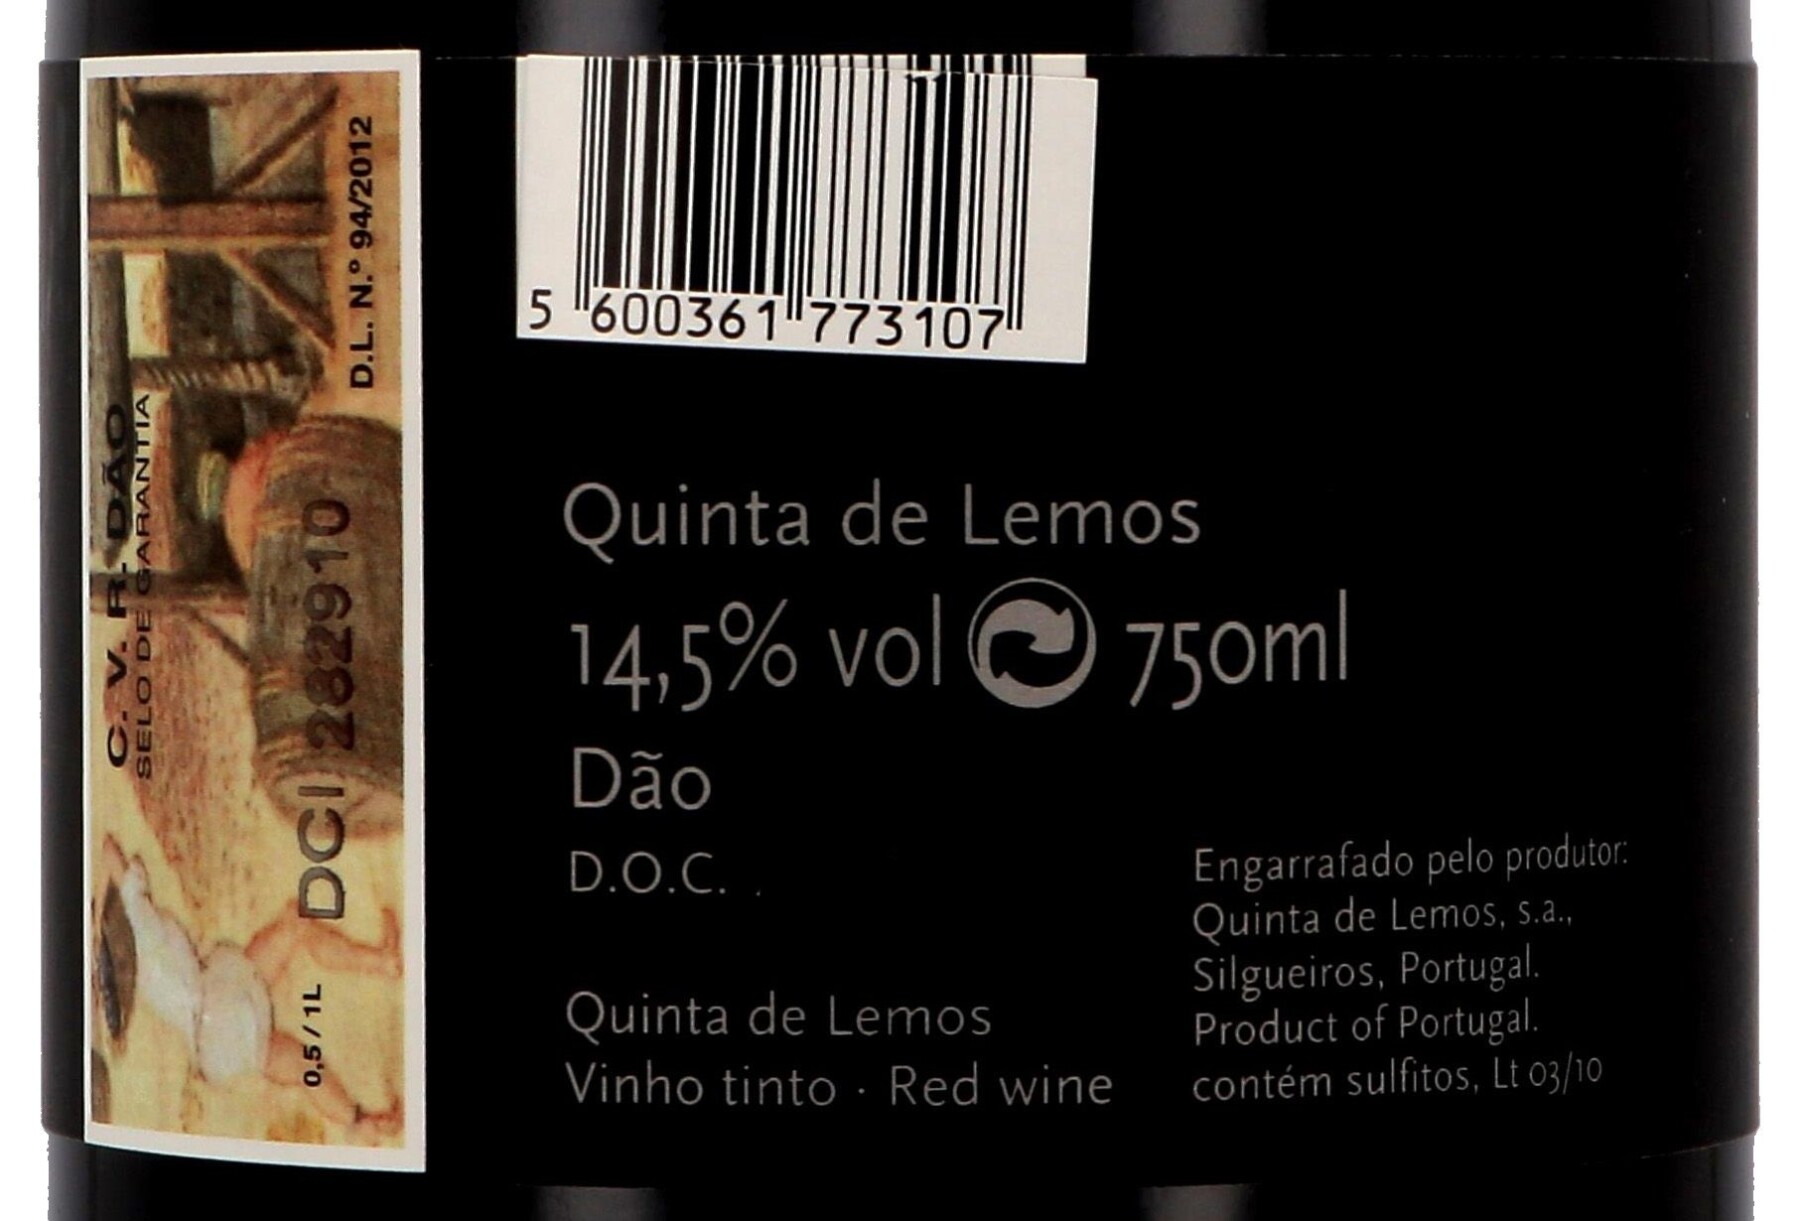 C. V. R. DÃO
SELO DE GARANTIA
DCI 282910
0,5 / 1L
D.L. N.º 94/2012
5 600361 773107
Quinta de Lemos
14,5% vol 750ml
Dão
D.O.C.
Quinta de Lemos
Vinho tinto · Red wine
Engarrafado pelo produtor:
Quinta de Lemos, s.a.,
Silgueiros, Portugal.
Product of Portugal.
contém sulfitos, Lt 03/10